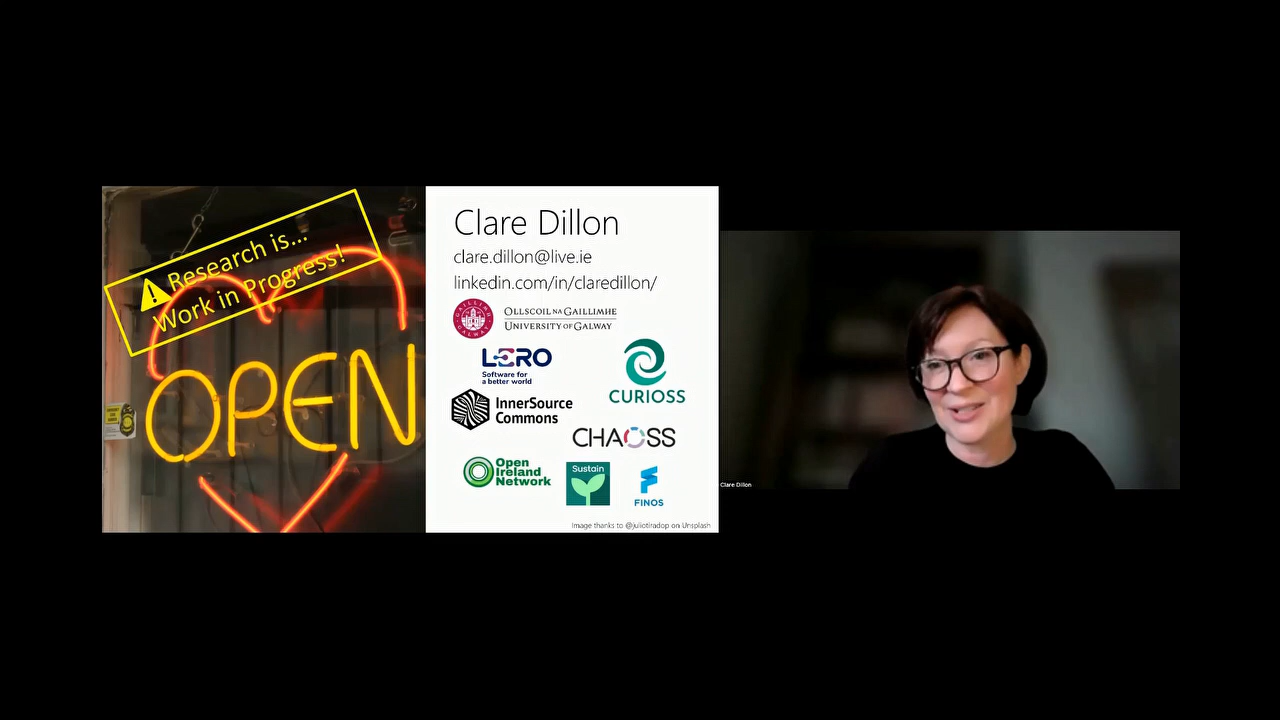 Research is...
Work in Progress!
OPEN
Clare Dillon
clare.dillon@live.ie
linkedin.com/in/claredillon/
OLLSCOIL NA GAILLIMHE
UNIVERSITY OF GALWAY
LERO
Software for
a better world
CURIOSS
InnerSource
Commons
CHAOSS
Open
Ireland
Network
Sustain
FINOS
Image thanks to @juliotiradop on Unsplash
Clare Dillon